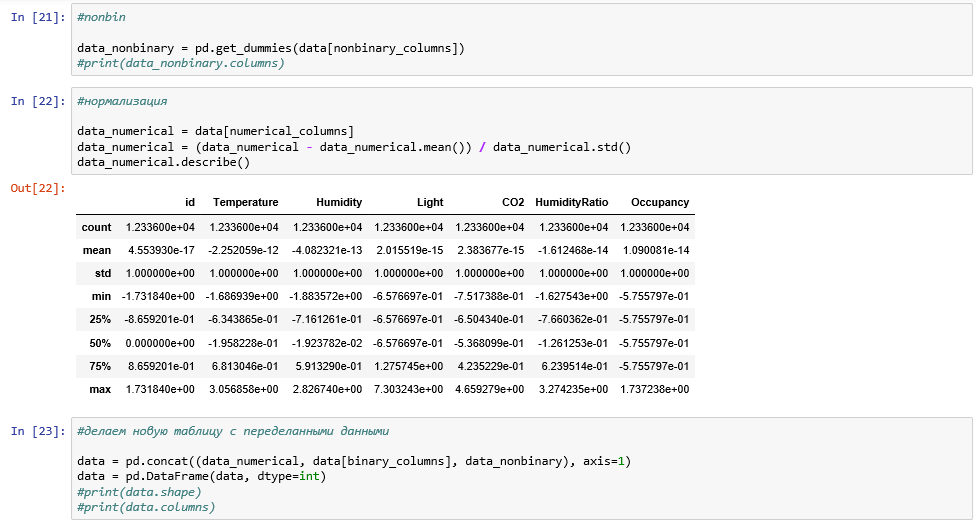 In [21]: #nonbin
data_nonbinary = pd.get_dummies(data[nonbinary_columns])
#print(data_nonbinary.columns)
In [22]: #нормализация
data_numerical = data[numerical_columns]
data_numerical = (data_numerical - data_numerical.mean()) / data_numerical.std()
data_numerical.describe()
Out[22]:
id Temperature Humidity Light CO2 HumidityRatio Occupancy
count 1.233600e+04 1.233600e+04 1.233600e+04 1.233600e+04 1.233600e+04 1.233600e+04 1.233600e+04
mean 4.553930e-17 -2.252059e-12 -4.082321e-13 2.015519e-15 2.383677e-15 -1.612468e-14 1.090081e-14
std 1.000000e+00 1.000000e+00 1.000000e+00 1.000000e+00 1.000000e+00 1.000000e+00 1.000000e+00
min -1.731840e+00 -1.686939e+00 -1.883572e+00 -6.576697e-01 -7.517388e-01 -1.627543e+00 -5.755797e-01
25% -8.659201e-01 -6.343865e-01 -7.161261e-01 -6.576697e-01 -6.504340e-01 -7.660362e-01 -5.755797e-01
50% 0.000000e+00 -1.958228e-01 -1.923782e-02 -6.576697e-01 -5.368099e-01 -1.261253e-01 -5.755797e-01
75% 8.659201e-01 6.813046e-01 5.913290e-01 1.275745e+00 4.235229e-01 6.239514e-01 -5.755797e-01
max 1.731840e+00 3.056858e+00 2.826740e+00 7.303243e+00 4.659279e+00 3.274235e+00 1.737238e+00
In [23]: #делаем новую таблицу с переделанными данными
data = pd.concat((data_numerical, data[binary_columns], data_nonbinary), axis=1)
data = pd.DataFrame(data, dtype=int)
#print(data.shape)
#print(data.columns)